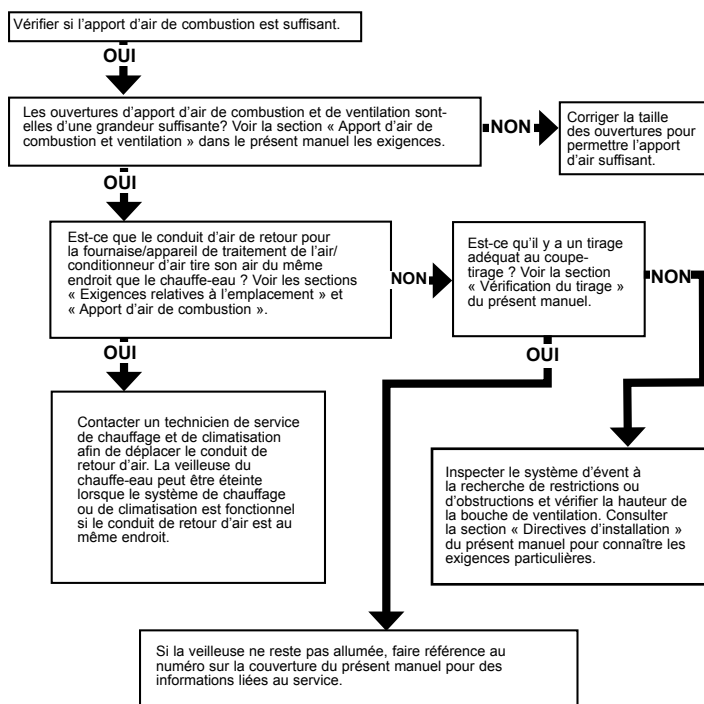 Vérifier si l'apport d'air de combustion est suffisant.
OUI
Les ouvertures d'apport d'air de combustion et de ventilation sont-
elles d'une grandeur suffisante? Voir la section « Apport d'air de
combustion et ventilation » dans le présent manuel les exigences.
NON
Corriger la taille
des ouvertures pour
permettre l'apport
d'air suffisant.
OUI
Est-ce que le conduit d'air de retour pour
la fournaise/appareil de traitement de l'air/
conditionneur d'air tire son air du même
endroit que le chauffe-eau ? Voir les sections
« Exigences relatives à l'emplacement » et
« Apport d'air de combustion ».
NON
Est-ce qu'il y a un tirage
adéquat au coupe-
tirage ? Voir la section
« Vérification du tirage »
du présent manuel.
NON
OUI
OUI
Contacter un technicien de service
de chauffage et de climatisation
afin de déplacer le conduit de
retour d'air. La veilleuse du
chauffe-eau peut être éteinte
lorsque le système de chauffage
ou de climatisation est fonctionnel
si le conduit de retour d'air est au
même endroit.
Inspecter le système d'évent à
la recherche de restrictions ou
d'obstructions et vérifier la hauteur de
la bouche de ventilation. Consulter
la section « Directives d'installation »
du présent manuel pour connaître les
exigences particulières.
Si la veilleuse ne reste pas allumée, faire référence au
numéro sur la couverture du présent manuel pour des
informations liées au service.